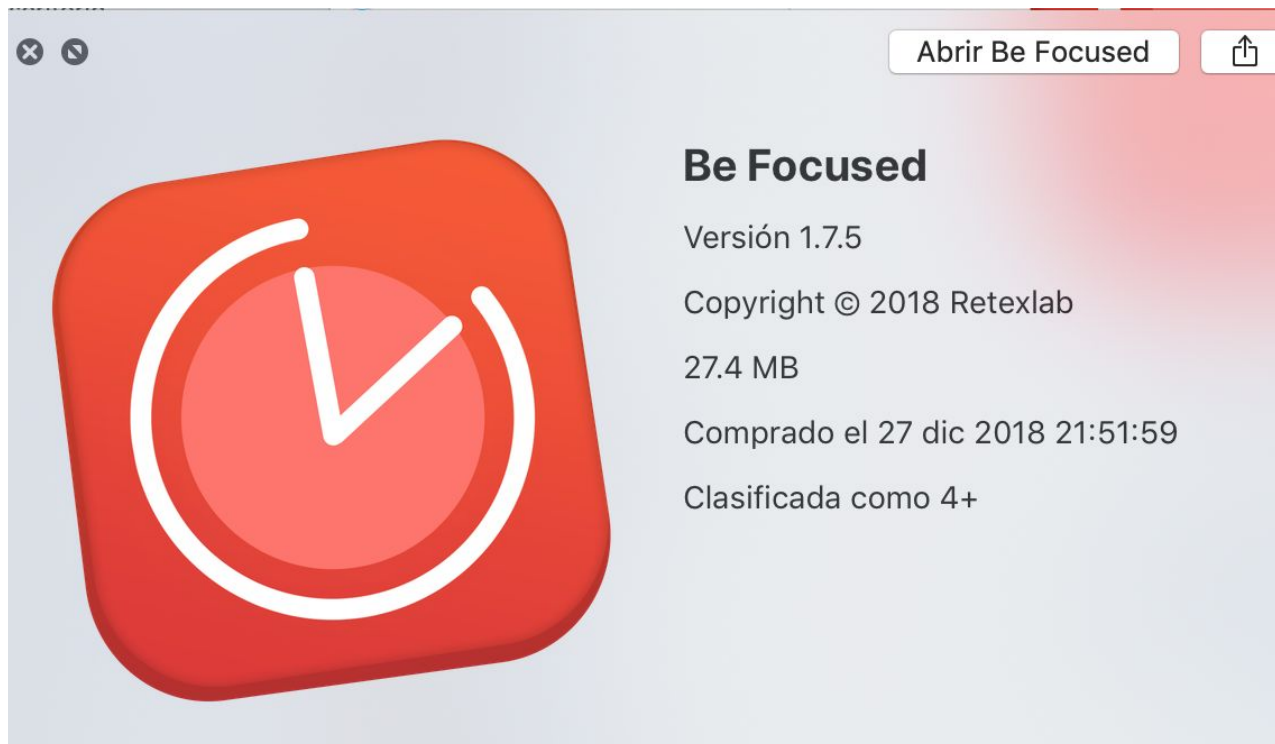 Abrir Be Focused
Be Focused
Versión 1.7.5
Copyright © 2018 Retexlab
27.4 MB
Comprado el 27 dic 2018 21:51:59
Clasificada como 4+